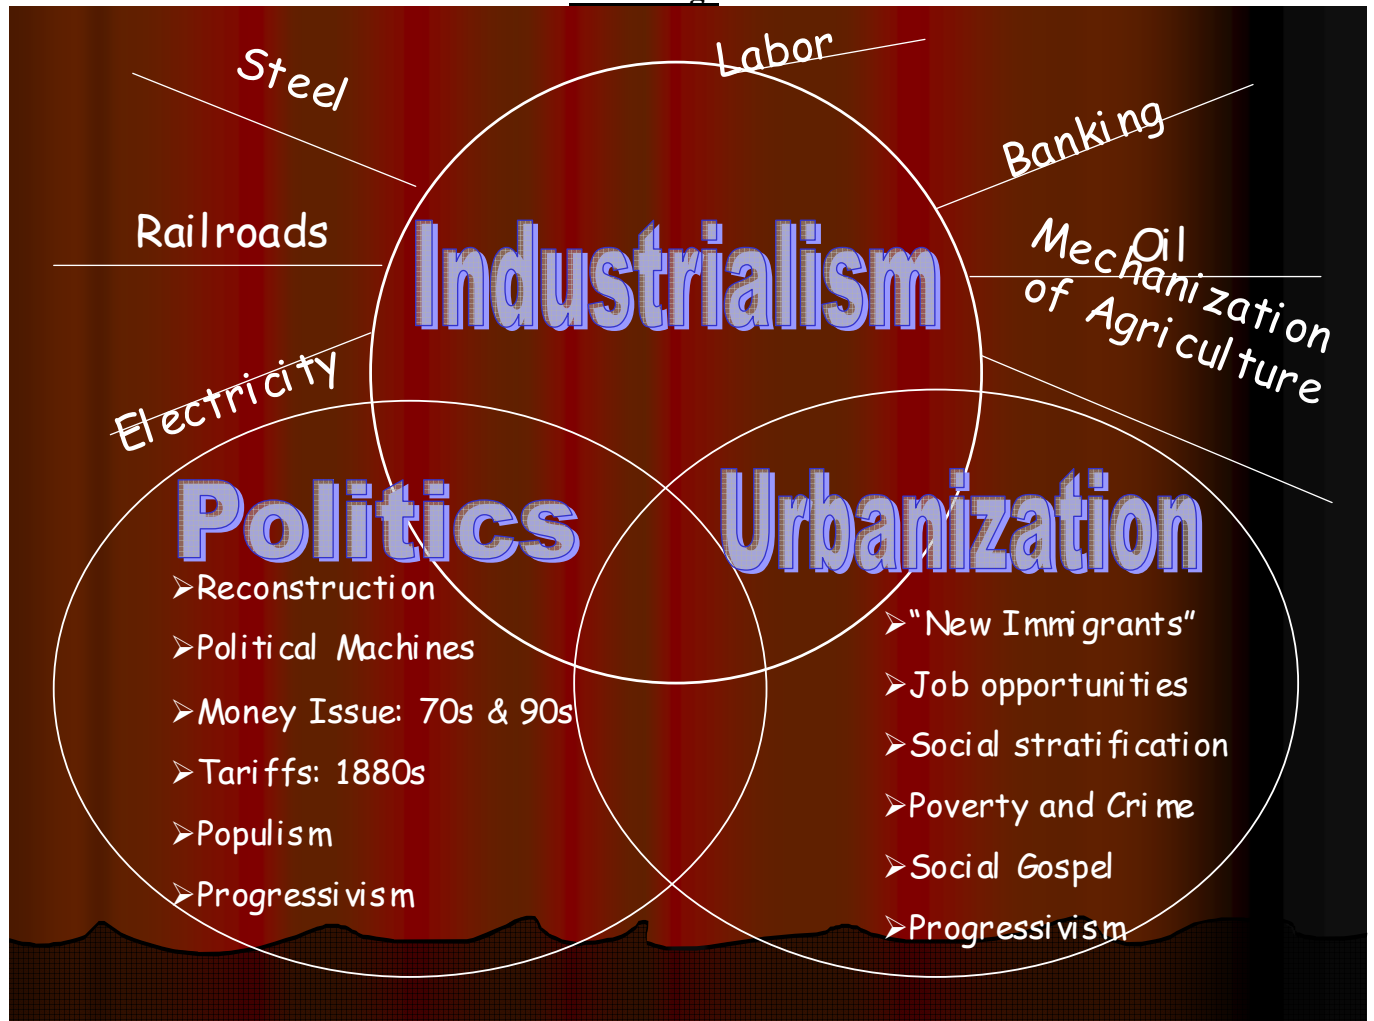 Steel
Labor
Banking
Railroads
Oil
Mechanization
of Agriculture
Electricity
Industrialism
Politics
➢Reconstruction
➢Political Machines
➢Money Issue: 70s & 90s
➢Tariffs: 1880s
➢Populism
➢Progressivism
Urbanization
➢“New Immigrants”
➢Job opportunities
➢Social stratification
➢Poverty and Crime
➢Social Gospel
➢Progressivism